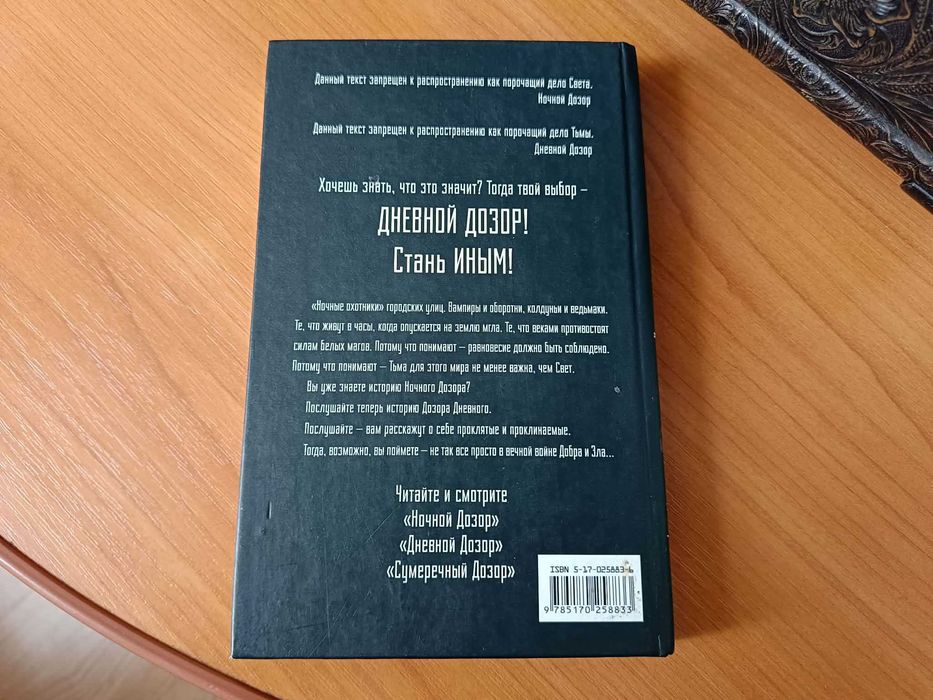 Данный текст запрещен к распространению как порочащий дело Света.
Ночной Дозор
Данный текст запрещен к распространению как порочащий дело Тьмы.
Дневной Дозор
Хочешь знать, что это значит? Тогда твой выбор –
ДНЕВНОЙ ДОЗОР!
Стань ИНЫМ!
«Ночные охотники» городских улиц. Вампиры и оборотни, колдуньи и ведьмаки.
Те, что живут в часы, когда опускается на землю мгла. Те, что веками противостоят
силам белых магов. Потому что понимают – равновесие должно быть соблюдено.
Потому что понимают – Тьма для этого мира не менее важна, чем Свет.
Вы уже знаете историю Ночного Дозора?
Послушайте теперь историю Дозора Дневного.
Послушайте – вам расскажут о себе проклятые и проклинаемые.
Тогда, возможно, вы поймете – не так все просто в вечной войне Добра и Зла...
Читайте и смотрите
«Ночной Дозор»
«Дневной Дозор»
«Сумеречный Дозор»
ISBN 5-17-025883-6
9 785170 258833